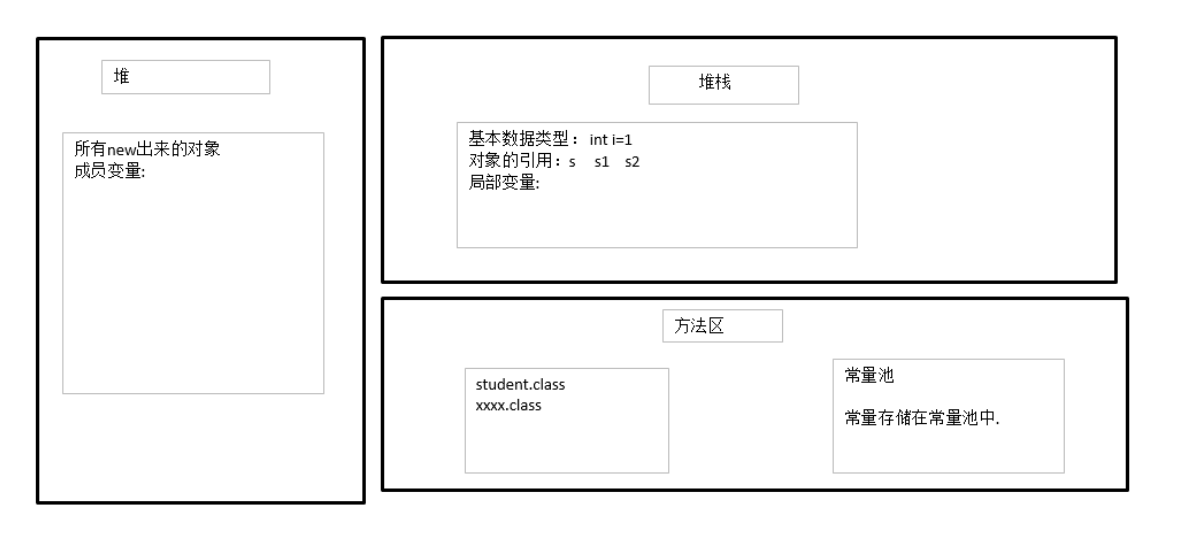 堆
所有new出来的对象
成员变量:
堆栈
基本数据类型： int i=1
对象的引用：s s1 s2
局部变量:
方法区
student.class
xxxx.class
常量池
常量存储在常量池中.